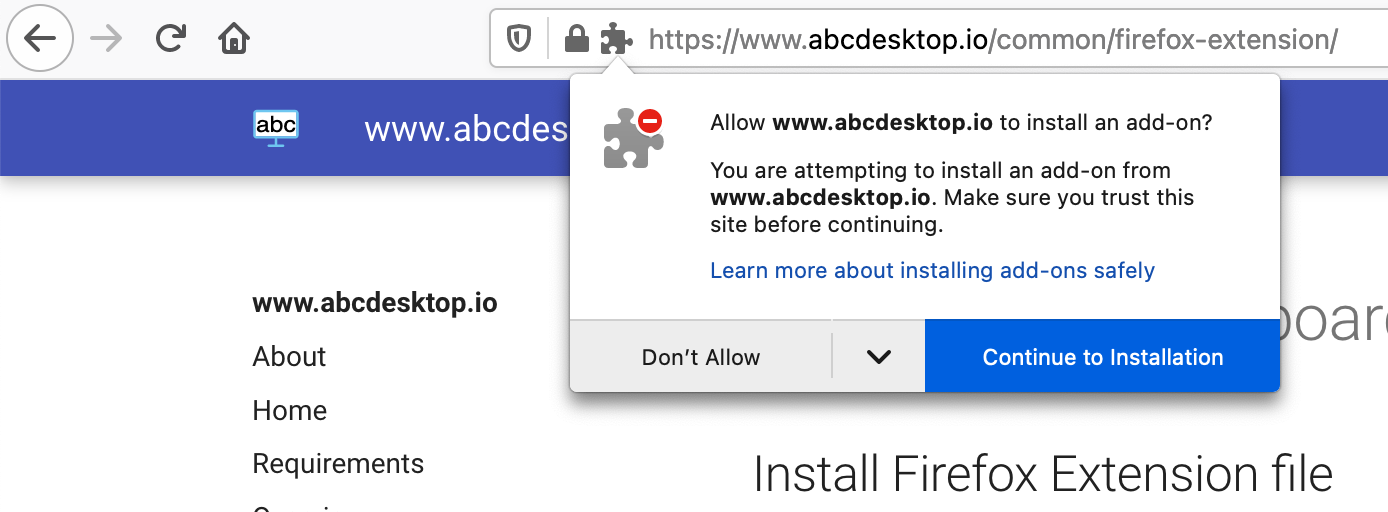 https://www.abcdesktop.io/common/firefox-extension/
abc
www.abcdes
Allow www.abcdesktop.io to install an add-on?
You are attempting to install an add-on from
www.abcdesktop.io. Make sure you trust this
site before continuing.
Learn more about installing add-ons safely
Don’t Allow
Continue to Installation
www.abcdesktop.io
About
Home
Requirements
Install Firefox Extension file